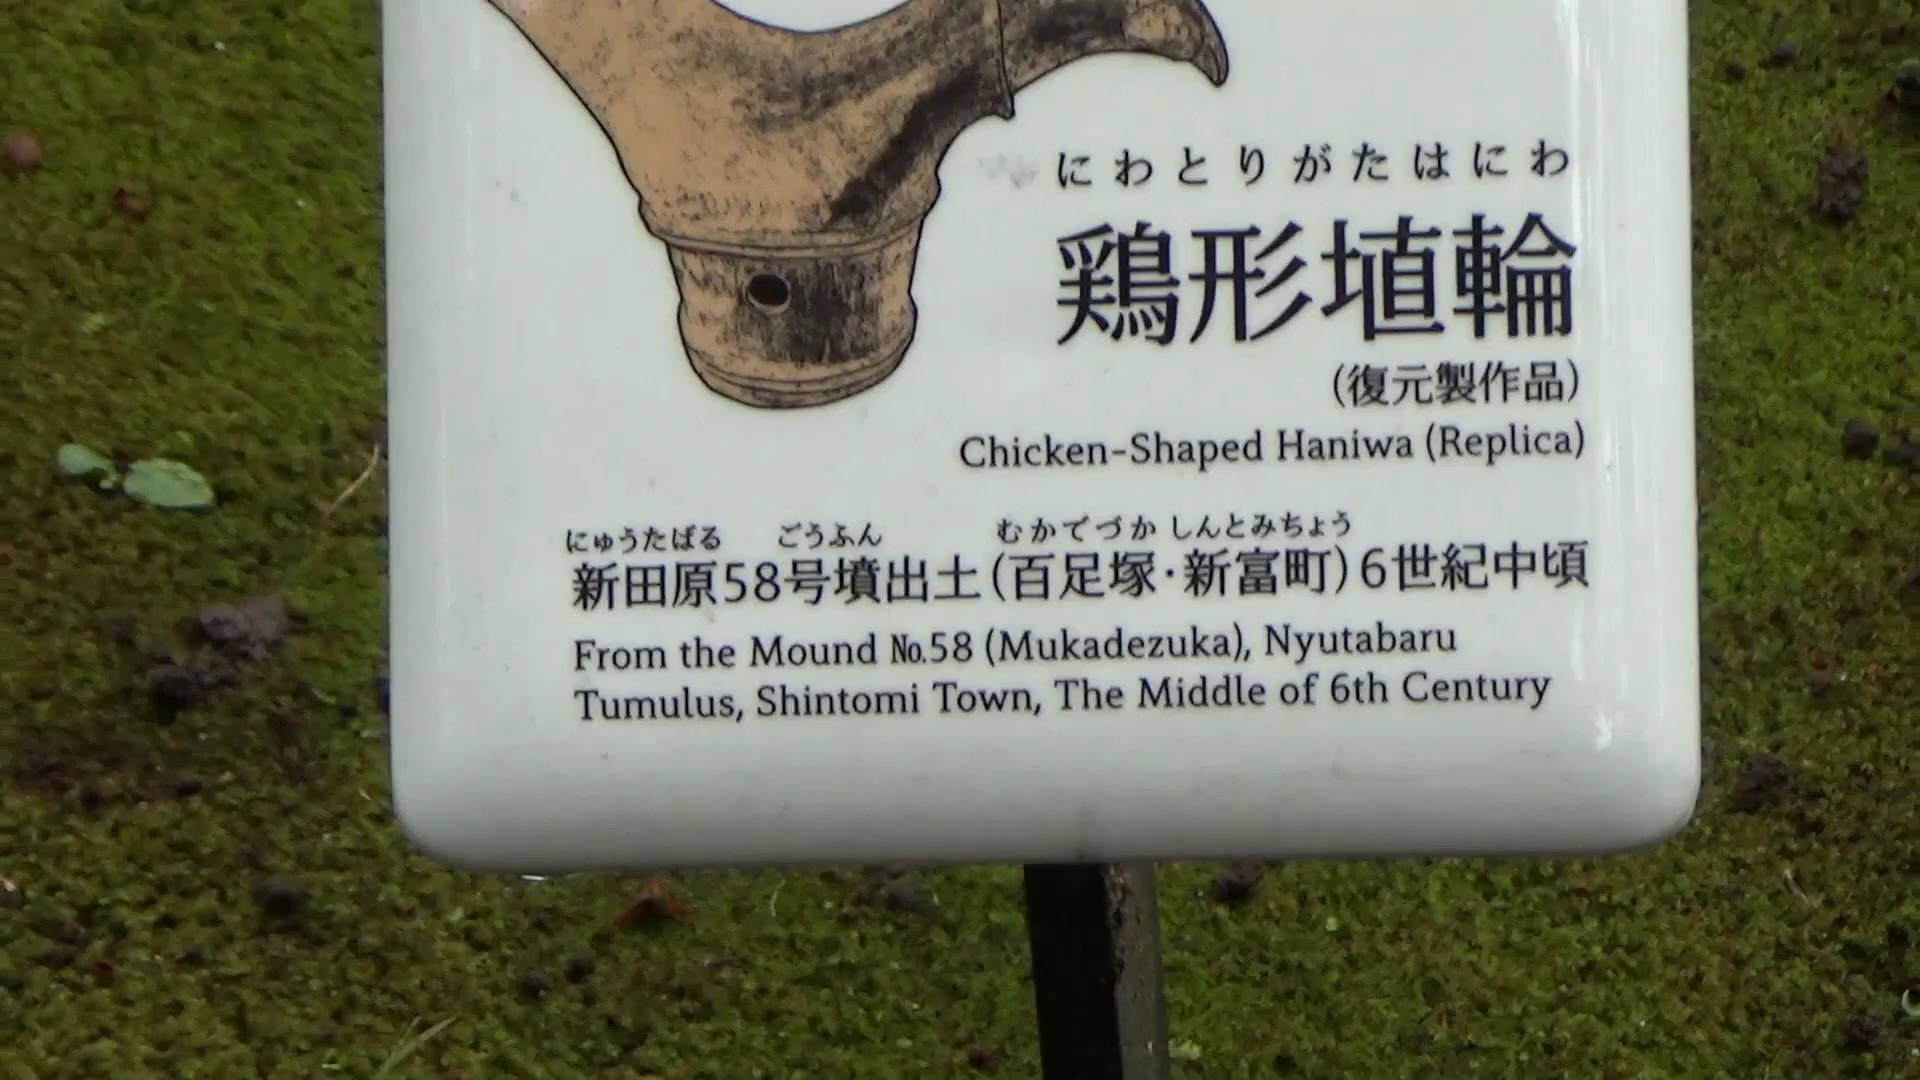 にわとりがたはにわ
鶏形埴輪
(復元製作品)
Chicken-Shaped Haniwa (Replica)
にゅうたばる ごうふん むかでづか しんとみちょう
新田原58号墳出土(百足塚・新富町)6世紀中頃
From the Mound №58 (Mukadezuka), Nyutabaru
Tumulus, Shintomi Town, The Middle of 6th Century